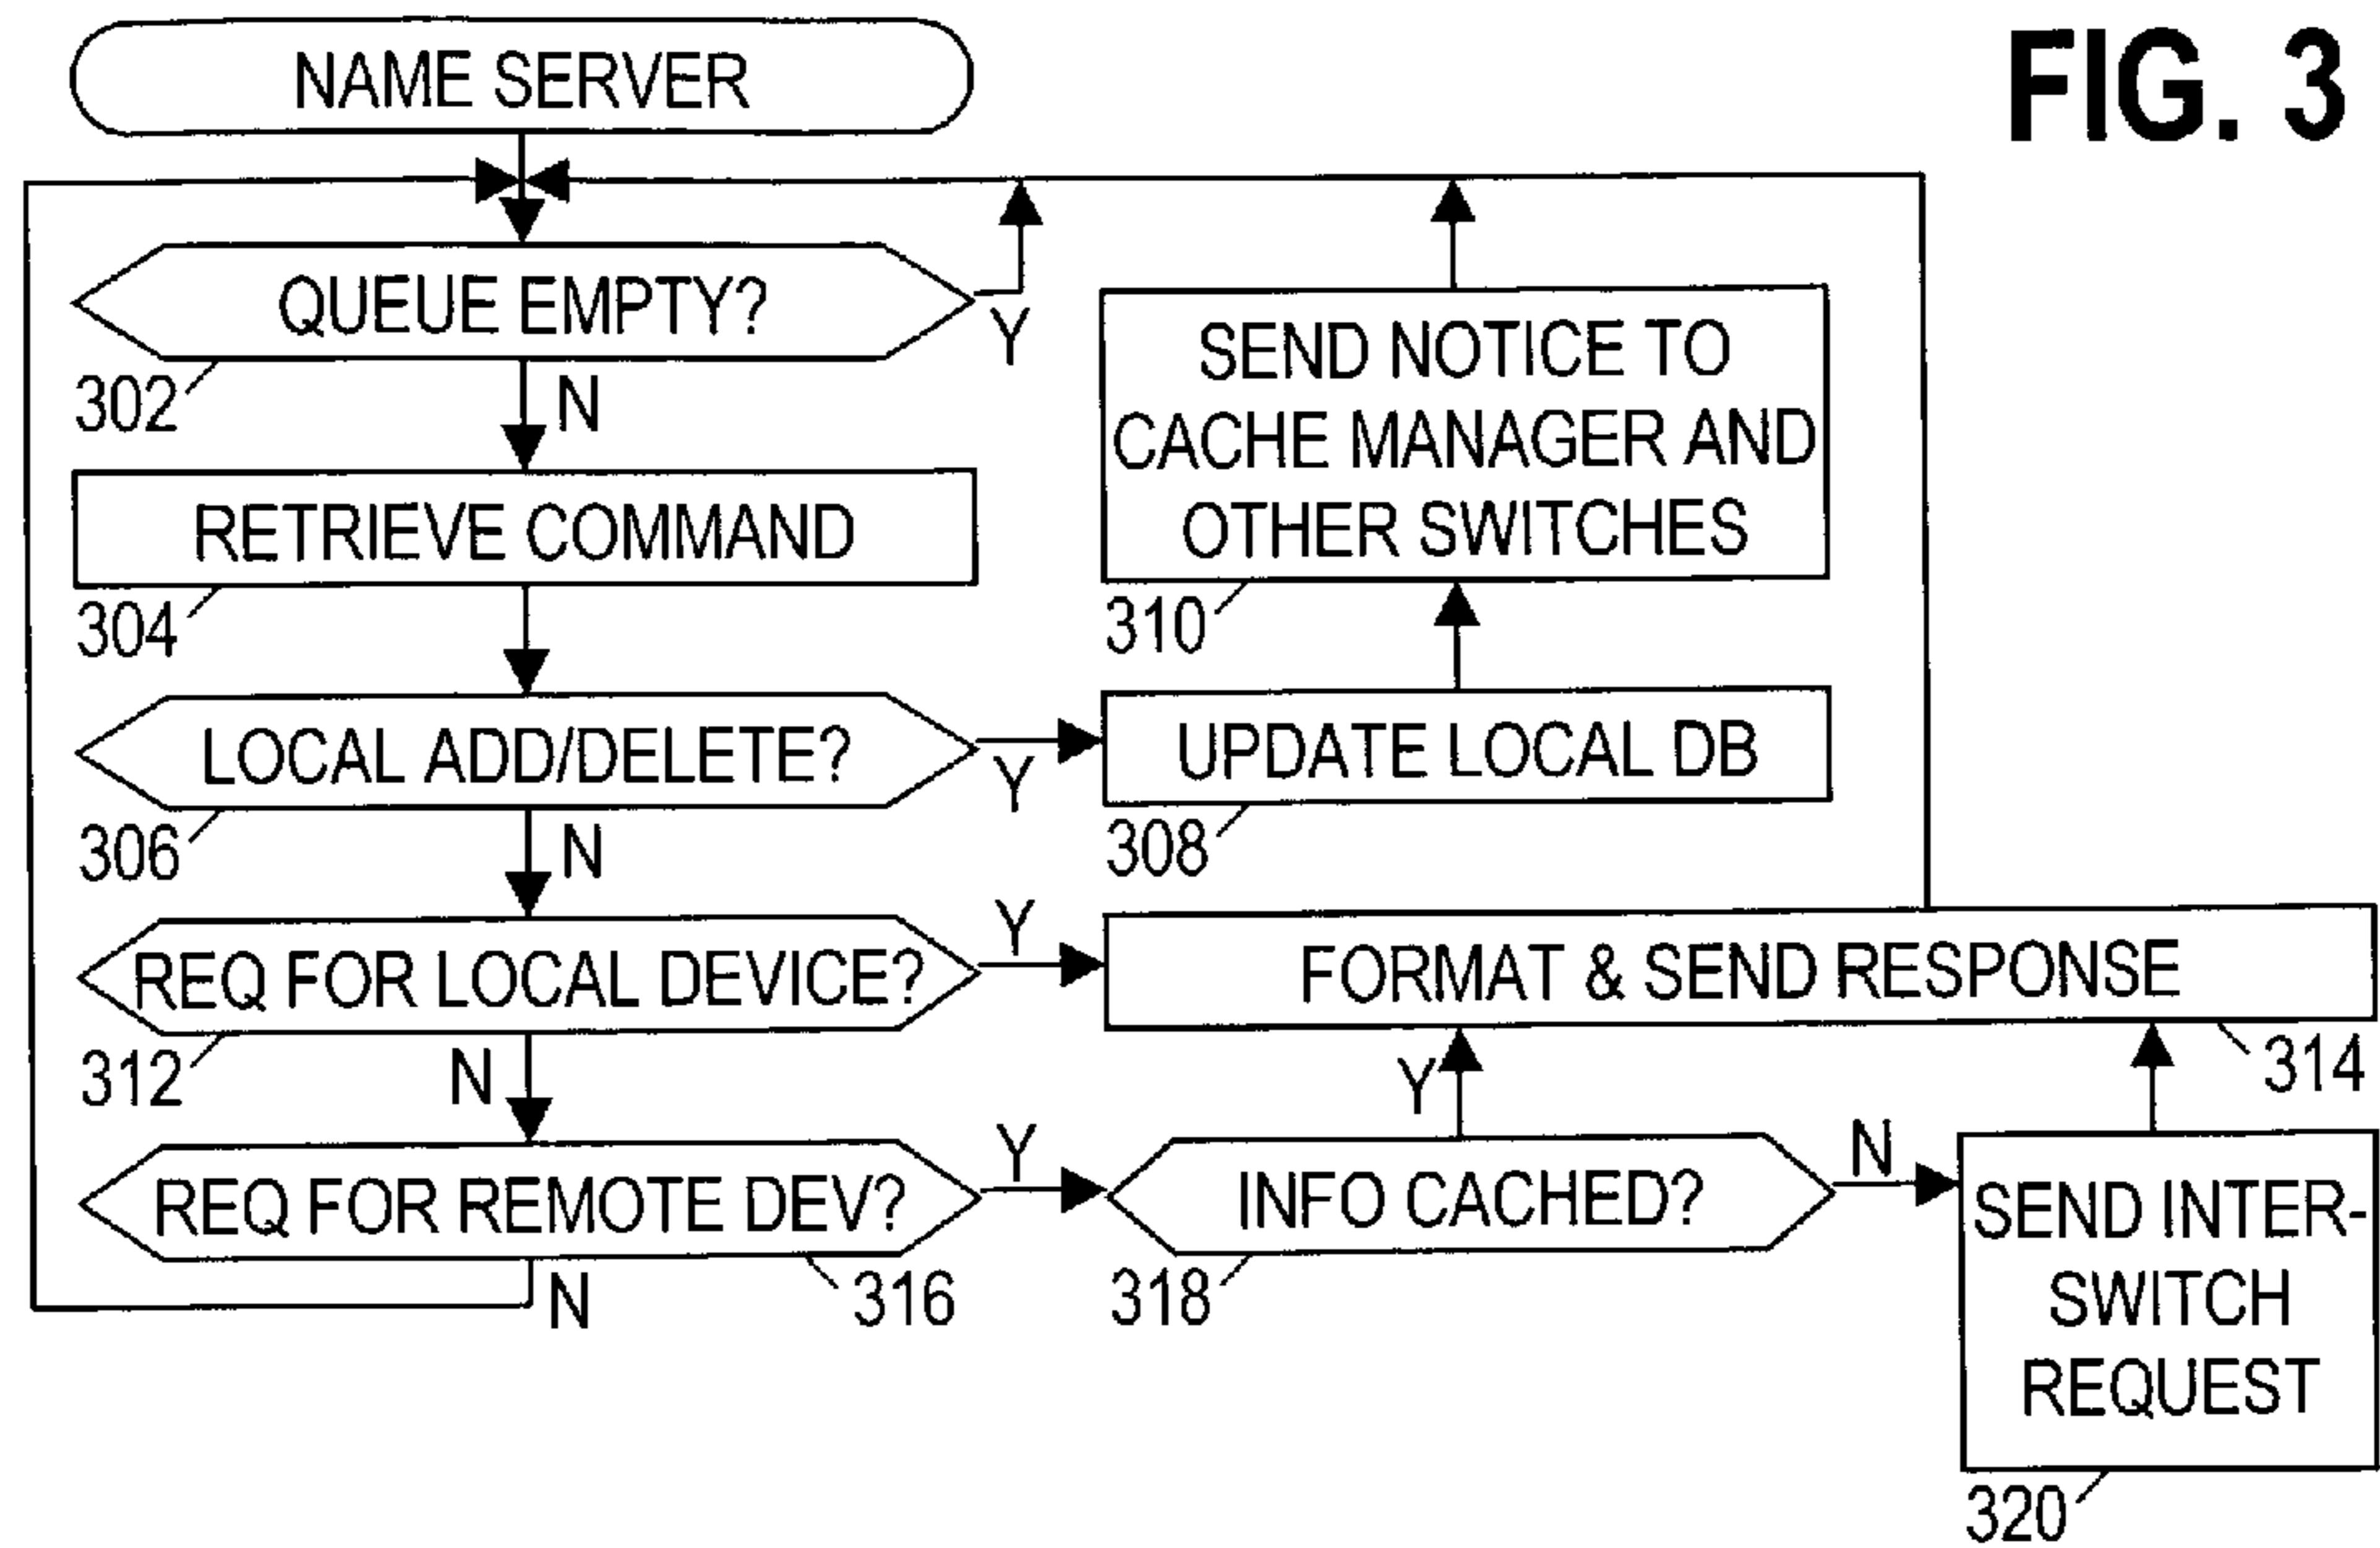 FIG. 3
NAME SERVER
QUEUE EMPTY?
Y
302
N
RETRIEVE COMMAND
304
LOCAL ADD/DELETE?
Y
306
N
UPDATE LOCAL DB
308
SEND NOTICE TO
CACHE MANAGER AND
OTHER SWITCHES
310
REQ FOR LOCAL DEVICE?
Y
312
N
FORMAT & SEND RESPONSE
314
REQ FOR REMOTE DEV?
Y
316
N
INFO CACHED?
Y
318
N
SEND INTER-
SWITCH
REQUEST
320